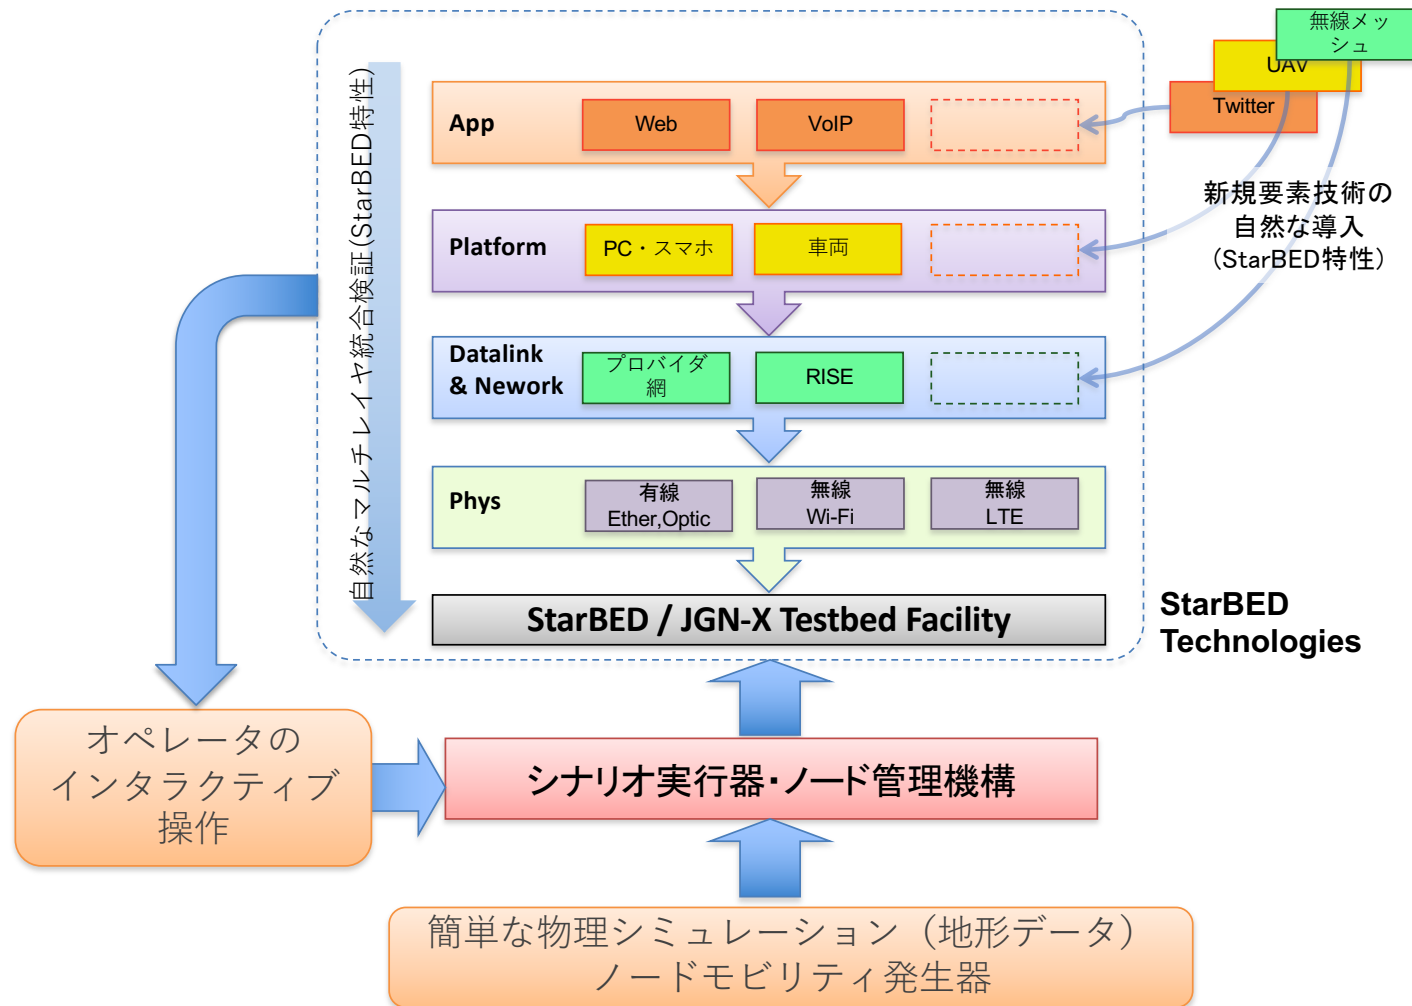 無線メッ
シュ
UAV
Twitter
自然なマルチレイヤ統合検証(StarBED特性)
App
Web
VoIP
新規要素技術の
自然な導入
(StarBED特性)
Platform
PC・スマホ
車両
Datalink
& Nework
プロバイダ
網
RISE
Phys
有線
Ether,Optic
無線
Wi-Fi
無線
LTE
StarBED / JGN-X Testbed Facility
StarBED
Technologies
オペレータの
インタラクティブ
操作
シナリオ実行器・ノード管理機構
簡単な物理シミュレーション（地形データ）
ノードモビリティ発生器